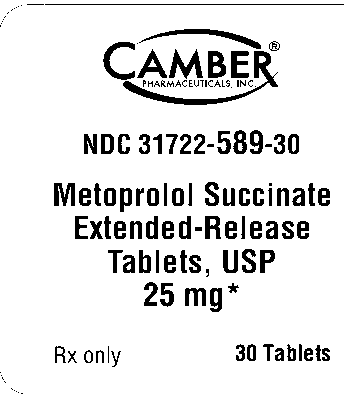 CAMBER®
PHARMACEUTICALS, INC.
NDC 31722-589-30
Metoprolol Succinate
Extended-Release
Tablets, USP
25 mg*
Rx only 30 Tablets